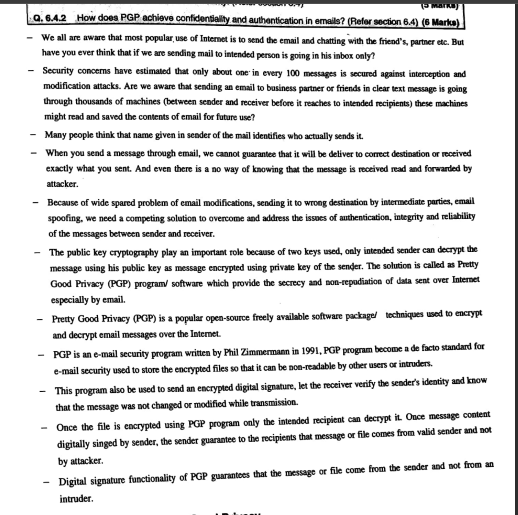 (5 Marks)
Q. 6.4.2 How does PGP achieve confidentiality and authentication in emails? (Refer section 6.4) (6 Marks)
– We all are aware that most popular use of Internet is to send the email and chatting with the friend's, partner etc. But
have you ever think that if we are sending mail to intended person is going in his inbox only?
– Security concerns have estimated that only about one in every 100 messages is secured against interception and
modification attacks. Are we aware that sending an email to business partner or friends in clear text message is going
through thousands of machines (between sender and receiver before it reaches to intended recipients) these machines
might read and saved the contents of email for future use?
– Many people think that name given in sender of the mail identifies who actually sends it.
– When you send a message through email, we cannot guarantee that it will be deliver to correct destination or received
exactly what you sent. And even there is a no way of knowing that the message is received read and forwarded by
attacker.
– Because of wide spared problem of email modifications, sending it to wrong destination by intermediate parties, email
spoofing, we need a competing solution to overcome and address the issues of authentication, integrity and reliability
of the messages between sender and receiver.
– The public key cryptography play an important role because of two keys used, only intended sender can decrypt the
message using his public key as message encrypted using private key of the sender. The solution is called as Pretty
Good Privacy (PGP) program/ software which provide the secrecy and non-repudiation of data sent over Internet
especially by email.
– Pretty Good Privacy (PGP) is a popular open-source freely available software package/ techniques used to encrypt
and decrypt email messages over the Internet.
– PGP is an e-mail security program written by Phil Zimmermann in 1991, PGP program become a de facto standard for
e-mail security used to store the encrypted files so that it can be non-readable by other users or intruders.
– This program also be used to send an encrypted digital signature, let the receiver verify the sender's identity and know
that the message was not changed or modified while transmission.
– Once the file is encrypted using PGP program only the intended recipient can decrypt it. Once message content
digitally singed by sender, the sender guarantee to the recipients that message or file comes from valid sender and not
by attacker.
– Digital signature functionality of PGP guarantees that the message or file come from the sender and not from an
intruder.